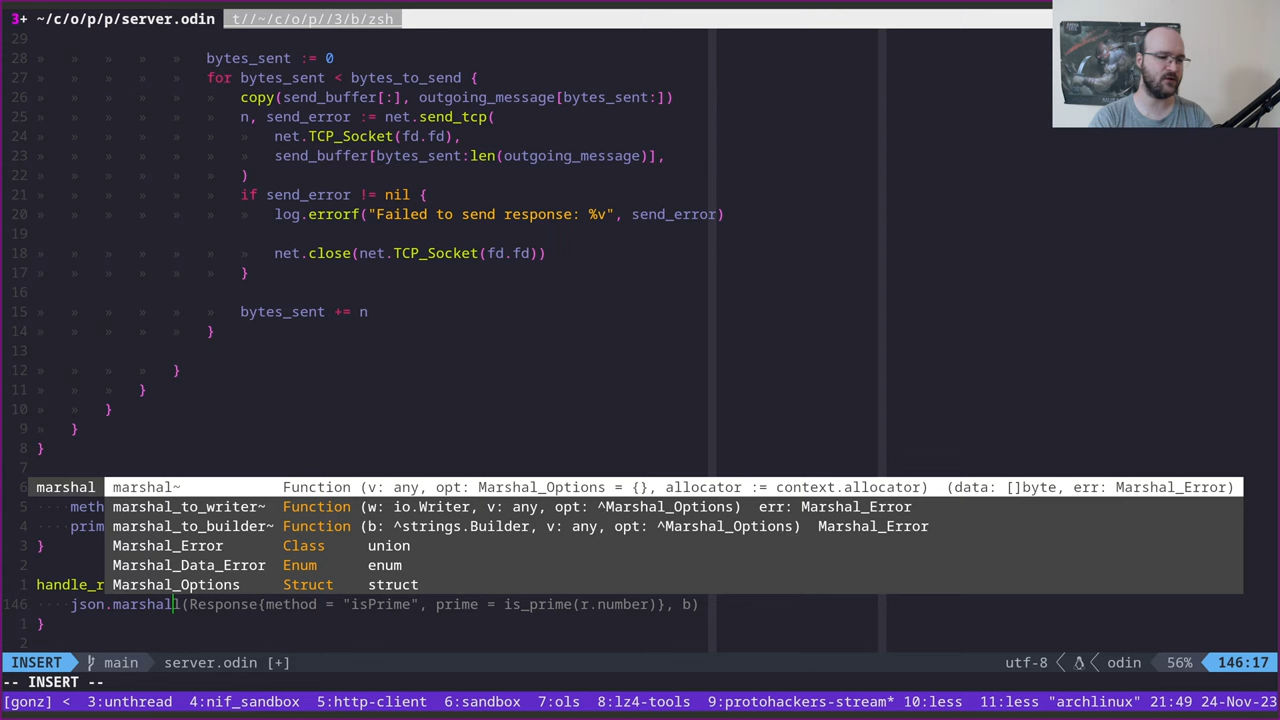 3+ ~/c/o/p/p/server.odin t//~/c/o/p//3/b/zsh
29
28 » » » » » bytes_sent := 0
27 » » » » » for bytes_sent < bytes_to_send {
26 » » » » » » copy(send_buffer[:], outgoing_message[bytes_sent:])
25 » » » » » » n, send_error := net.send_tcp(
24 » » » » » » » net.TCP_Socket(fd.fd),
23 » » » » » » » send_buffer[bytes_sent:len(outgoing_message)],
22 » » » » » » )
21 » » » » » » if send_error != nil {
20 » » » » » » » log.errorf("Failed to send response: %v", send_error)
19
18 » » » » » » » net.close(net.TCP_Socket(fd.fd))
17 » » » » » » }
16
15 » » » » » » bytes_sent += n
14 » » » » » }
13
12 » » » » }
11 » » » }
10 » » }
9 » }
8 }
7
6 marshal marshal~ Function (v: any, opt: Marshal_Options = {}, allocator := context.allocator) (data: []byte, err: Marshal_Error)
5 meth marshal_to_writer~ Function (w: io.Writer, v: any, opt: ^Marshal_Options) err: Marshal_Error
4 prim marshal_to_builder~ Function (b: ^strings.Builder, v: any, opt: ^Marshal_Options) Marshal_Error
3 } Marshal_Error Class union
2 Marshal_Data_Error Enum enum
1 handle_r Marshal_Options Struct struct
146 ···· json.marshall(Response{method = "isPrime", prime = is_prime(r.number)}, b)
1 }
2
INSERT main server.odin [+] utf-8 odin 56% 146:17
-- INSERT --
[gonz] < 3:unhandled 4:nif_sandbox 5:http-client 6:sandbox 7:ols 8:lz4-tools 9:protohackers-stream* 10:less 11:less "archlinux" 21:49 24-Nov-23